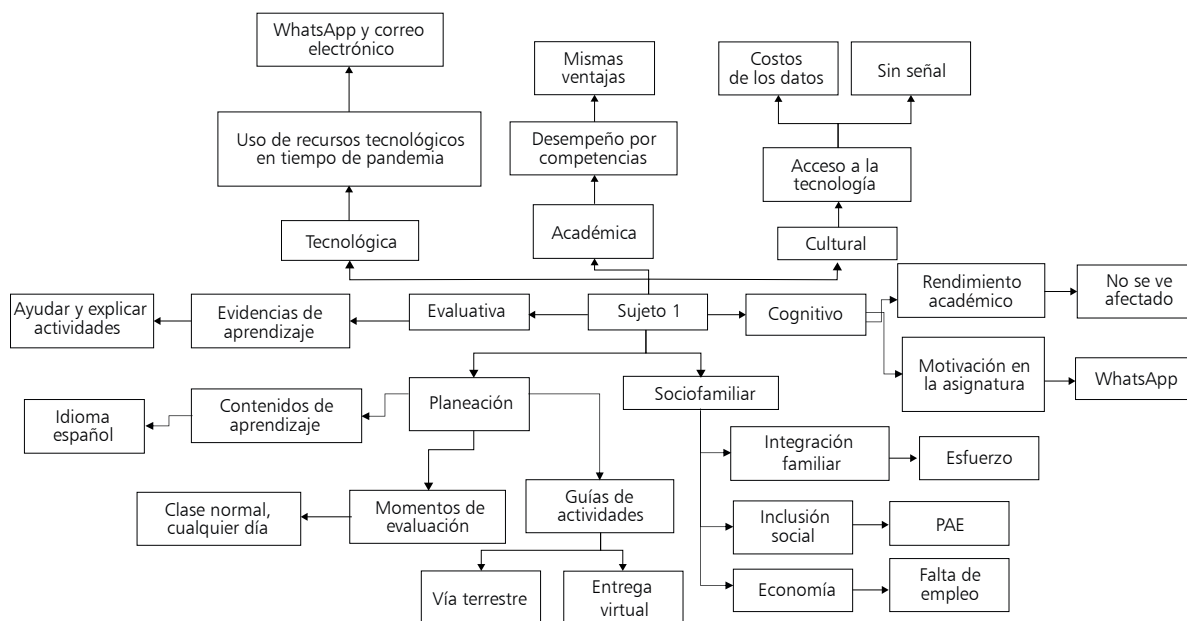 WhatsApp y correo
electrónico
Mismas
ventajas
Costos
de los datos
Sin señal
Uso de recursos tecnológicos
en tiempo de pandemia
Desempeño por
competencias
Acceso a la
tecnología
Tecnológica
Académica
Cultural
Ayudar y explicar
actividades
Evidencias de
aprendizaje
Evaluativa
Sujeto 1
Cognitivo
Rendimiento
académico
No se ve
afectado
Motivación en
la asignatura
WhatsApp
Idioma
español
Contenidos de
aprendizaje
Planeación
Sociofamiliar
Integración
familiar
Esfuerzo
Clase normal,
cualquier día
Momentos de
evaluación
Guías de
actividades
Inclusión
social
PAE
Vía terrestre
Entrega
virtual
Economía
Falta de
empleo